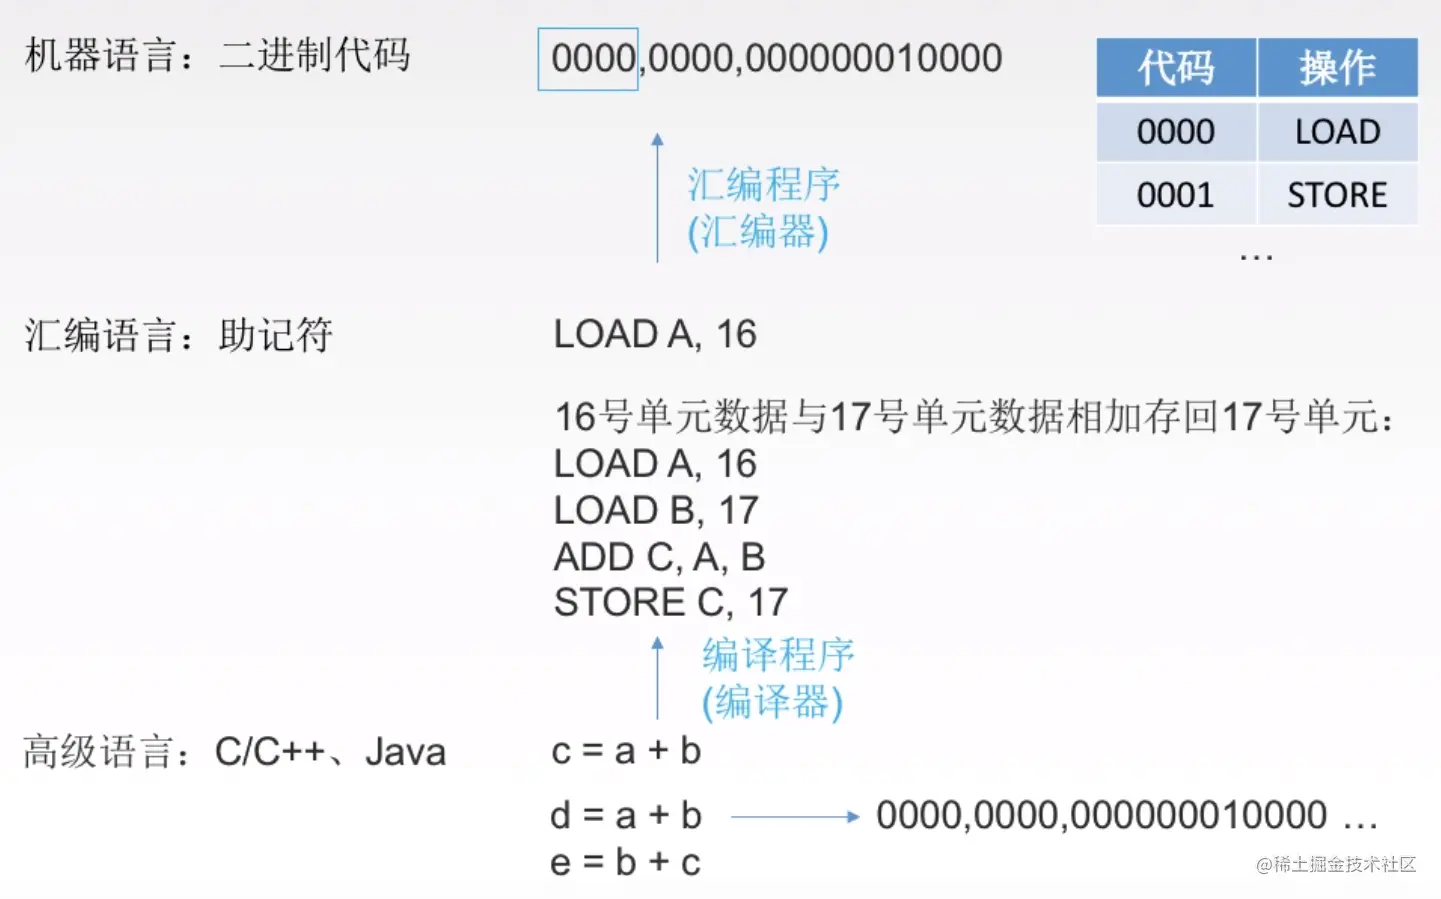 机器语言：二进制代码
0000,0000,000000010000
代码 操作
0000 LOAD
0001 STORE
...
汇编程序
(汇编器)
汇编语言：助记符
LOAD A, 16
16号单元数据与17号单元数据相加存回17号单元：
LOAD A, 16
LOAD B, 17
ADD C, A, B
STORE C, 17
编译程序
(编译器)
高级语言：C/C++、Java
c = a + b
d = a + b
0000,0000,000000010000 ...
e = b + c
@稀土掘金技术社区